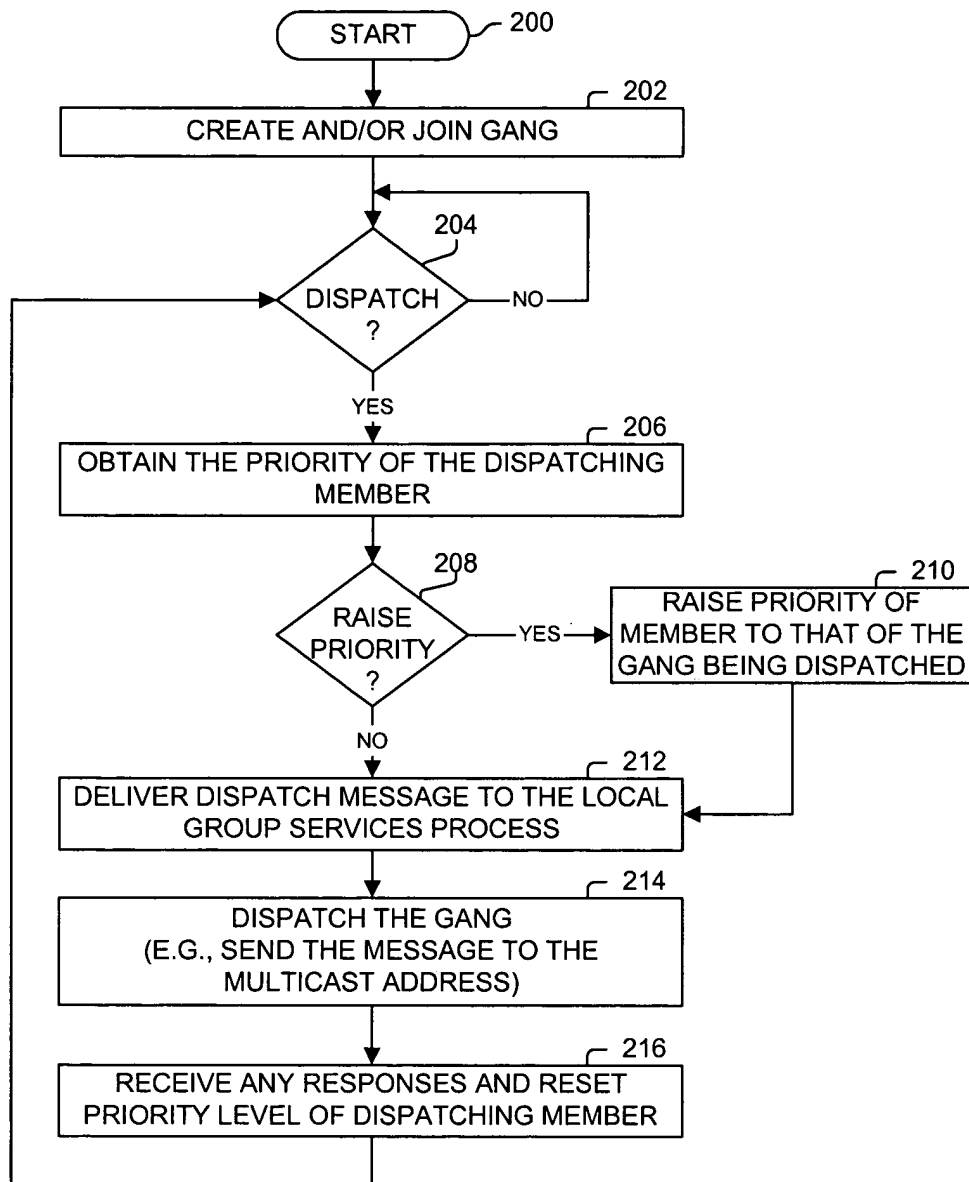 START
200
202
CREATE AND/OR JOIN GANG
204
DISPATCH
?
NO
YES
206
OBTAIN THE PRIORITY OF THE DISPATCHING
MEMBER
208
RAISE
PRIORITY
?
YES
210
RAISE PRIORITY OF
MEMBER TO THAT OF THE
GANG BEING DISPATCHED
NO
212
DELIVER DISPATCH MESSAGE TO THE LOCAL
GROUP SERVICES PROCESS
214
DISPATCH THE GANG
(E.G., SEND THE MESSAGE TO THE
MULTICAST ADDRESS)
216
RECEIVE ANY RESPONSES AND RESET
PRIORITY LEVEL OF DISPATCHING MEMBER